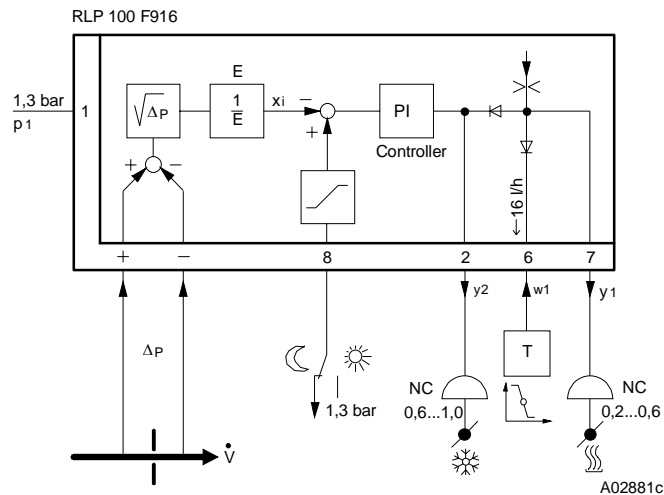 RLP 100 F916
1,3 bar
p1
1
√ΔP
E
1
E
xi
−
+
PI
Controller
+ −
←16 l/h
+ − 8 2 6 7
y2 w1 y1
ΔP
T
1,3 bar
NC
0,6...1,0
NC
0,2...0,6
V̇
A02881c